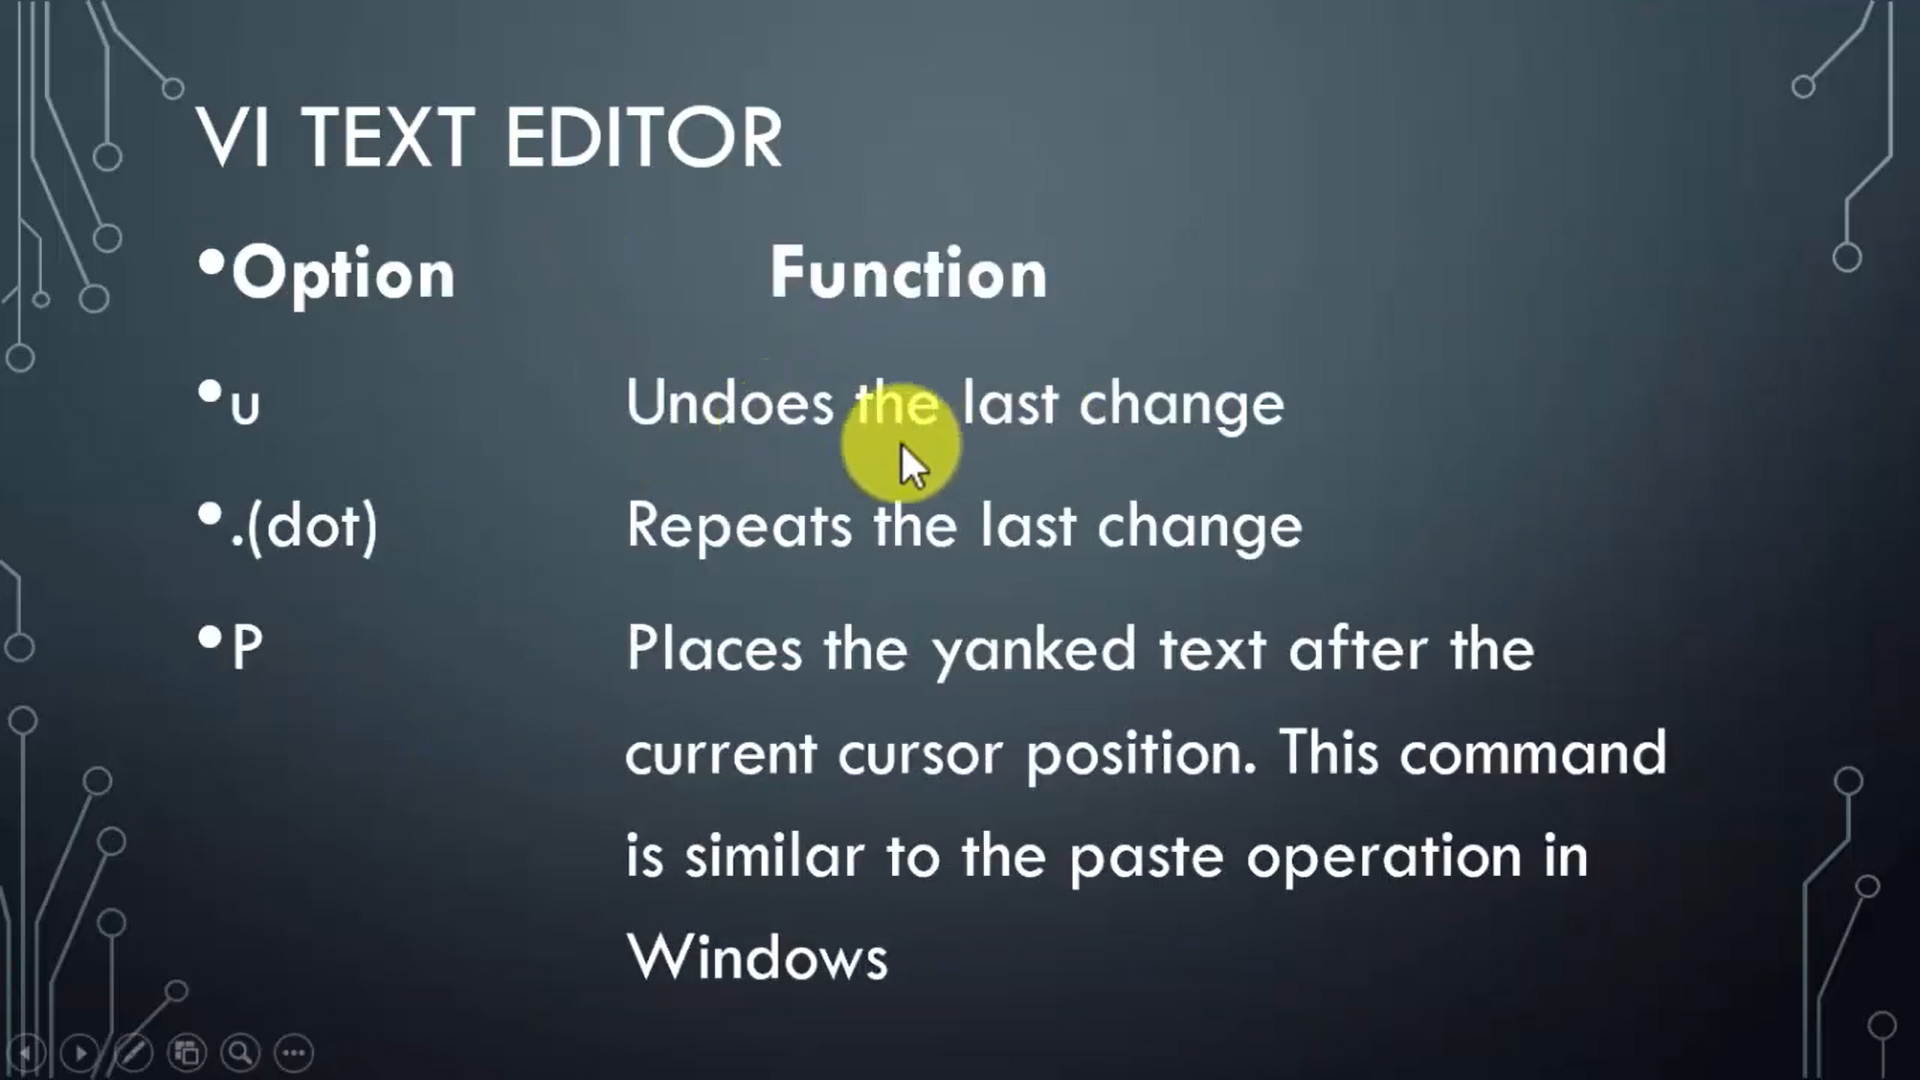 VI TEXT EDITOR
•Option Function
•u Undoes the last change
•.(dot) Repeats the last change
•P Places the yanked text after the
current cursor position. This command
is similar to the paste operation in
Windows